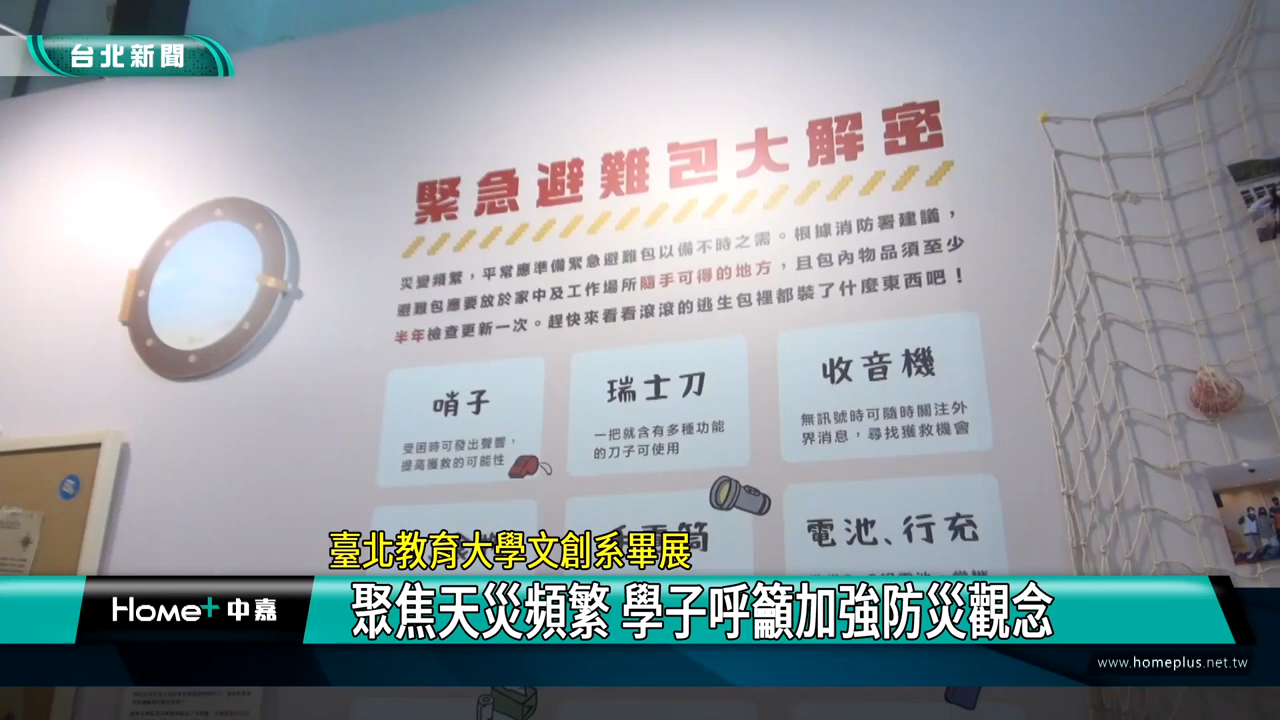 台北新聞
緊急避難包大解密
災變頻繁，平常應準備緊急避難包以備不時之需。根據消防署建議，
避難包應要放於家中及工作場所隨手可得的地方，且包內物品須至少
半年檢查更新一次。趕快來看看滾滾的逃生包裡都裝了什麼東西吧！
哨子
受困時可發出聲響，
提高獲救的可能性
瑞士刀
一把就含有多種功能
的刀子可使用
收音機
無訊號時可隨時關注外
界消息，尋找獲救機會
手電筒
電池、行充
臺北教育大學文創系畢展
Home+ 中嘉
聚焦天災頻繁 學子呼籲加強防災觀念
www.homeplus.net.tw